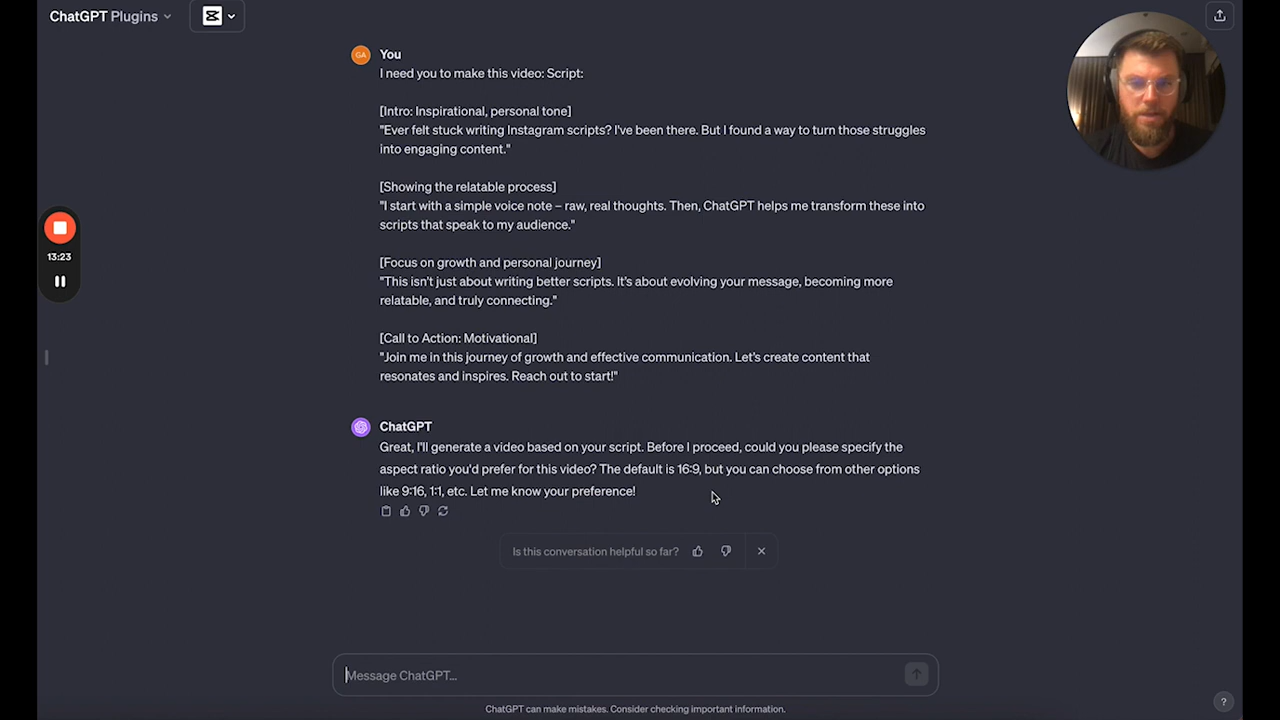 ChatGPT Plugins
GA
You
I need you to make this video: Script:
[Intro: Inspirational, personal tone]
"Ever felt stuck writing Instagram scripts? I've been there. But I found a way to turn those struggles
into engaging content."
[Showing the relatable process]
"I start with a simple voice note – raw, real thoughts. Then, ChatGPT helps me transform these into
scripts that speak to my audience."
[Focus on growth and personal journey]
"This isn't just about writing better scripts. It's about evolving your message, becoming more
relatable, and truly connecting."
[Call to Action: Motivational]
"Join me in this journey of growth and effective communication. Let's create content that
resonates and inspires. Reach out to start!"
13:23
ChatGPT
Great, I'll generate a video based on your script. Before I proceed, could you please specify the
aspect ratio you'd prefer for this video? The default is 16:9, but you can choose from other options
like 9:16, 1:1, etc. Let me know your preference!
Is this conversation helpful so far?
Message ChatGPT...
ChatGPT can make mistakes. Consider checking important information.
?